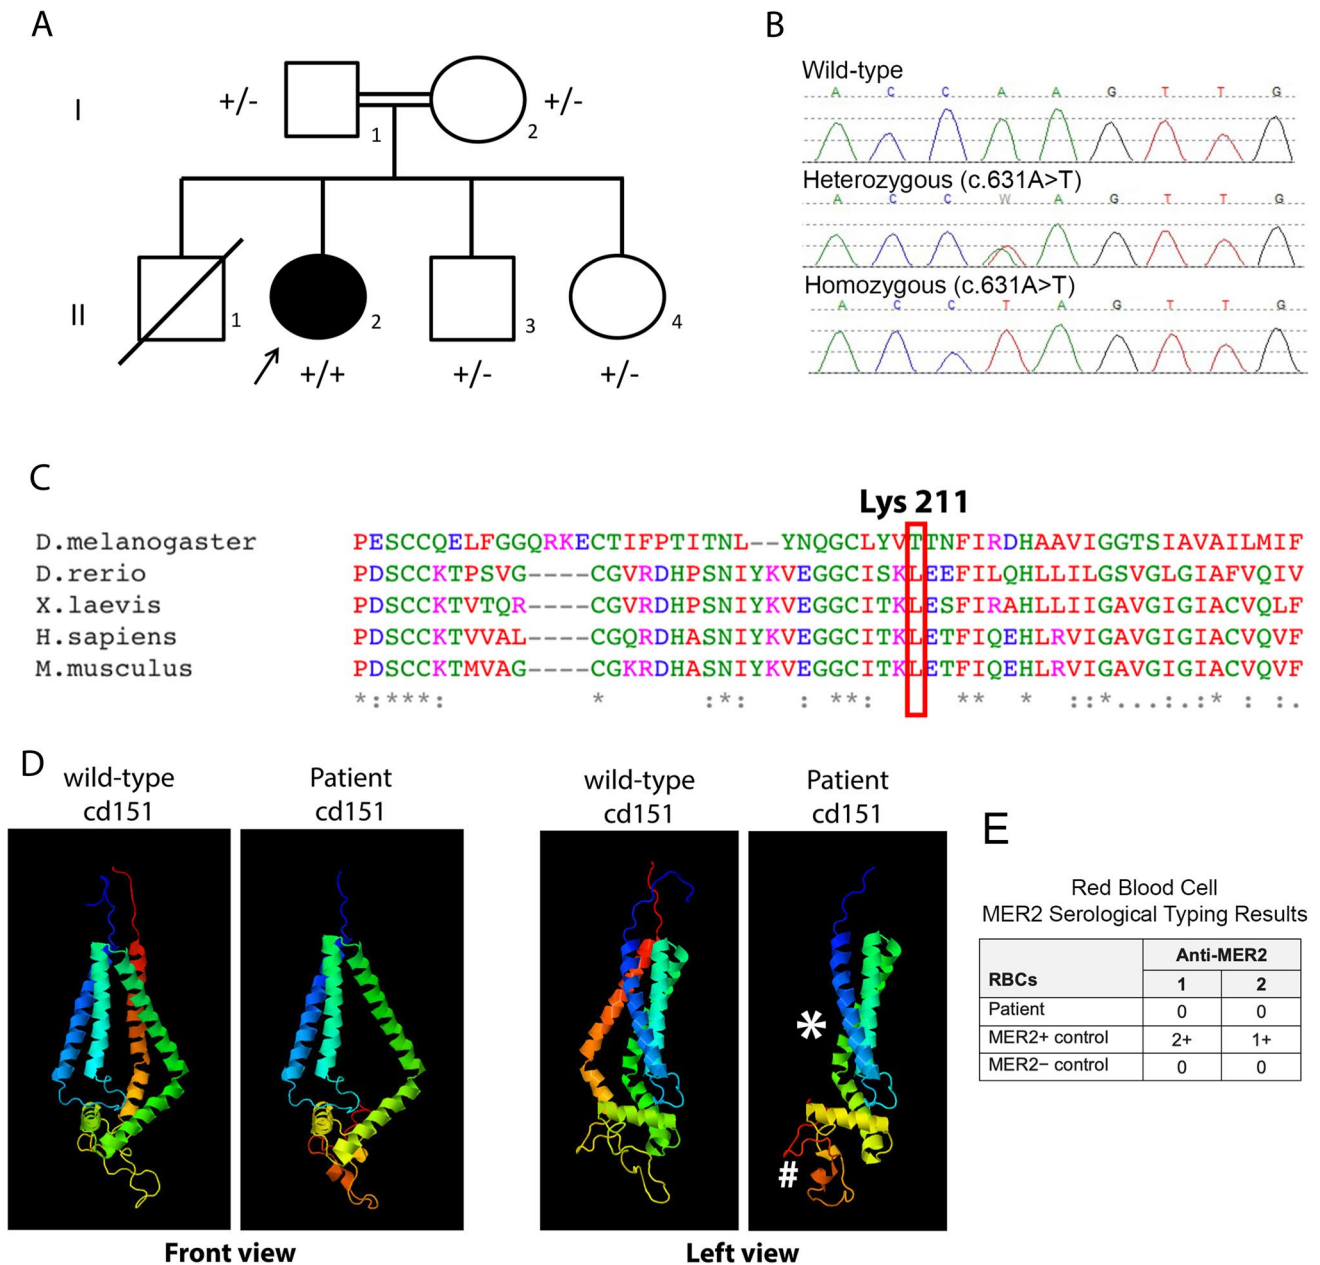 A
+/-
+/-
I
1
2
II
1
2
3
4
+/+
+/-
+/-
B
Wild-type
A C C A A G T T G
Heterozygous (c.631A>T)
A C C W A G T T G
Homozygous (c.631A>T)
A C C T A G T T G
C
Lys 211
D.melanogaster PESCCQELFGGQRKECTIFPTITNL--YNQGCLYVTTNFIRDHAAVIGGTSIAVAILMIF
D.rerio PDSCCKTPSVG----CGVRDHPSNIYKVEGGCISKLEEFILQHLLILGSVGLGIAFVQIV
X.laevis PDSCCKTVTQR----CGVRDHPSNIYKVEGGCITKLESFIRAHLLIIGAVGIGIACVQLF
H.sapiens PDSCCKTVVAL----CGQRDHASNIYKVEGGCITKLETFIQEHLRVIGAVGIGIACVQVF
M.musculus PDSCCKTMVAG----CGKRDHASNIYKVEGGCITKLETFIQEHLRVIGAVGIGIACVQVF
*:***: * :*: : **: ** * ::*...:.:* : :.
D
wild-type
cd151
Patient
cd151
wild-type
cd151
Patient
cd151
*
#
Front view
Left view
E
Red Blood Cell
MER2 Serological Typing Results
RBCs Anti-MER2
1 2
Patient 0 0
MER2+ control 2+ 1+
MER2− control 0 0